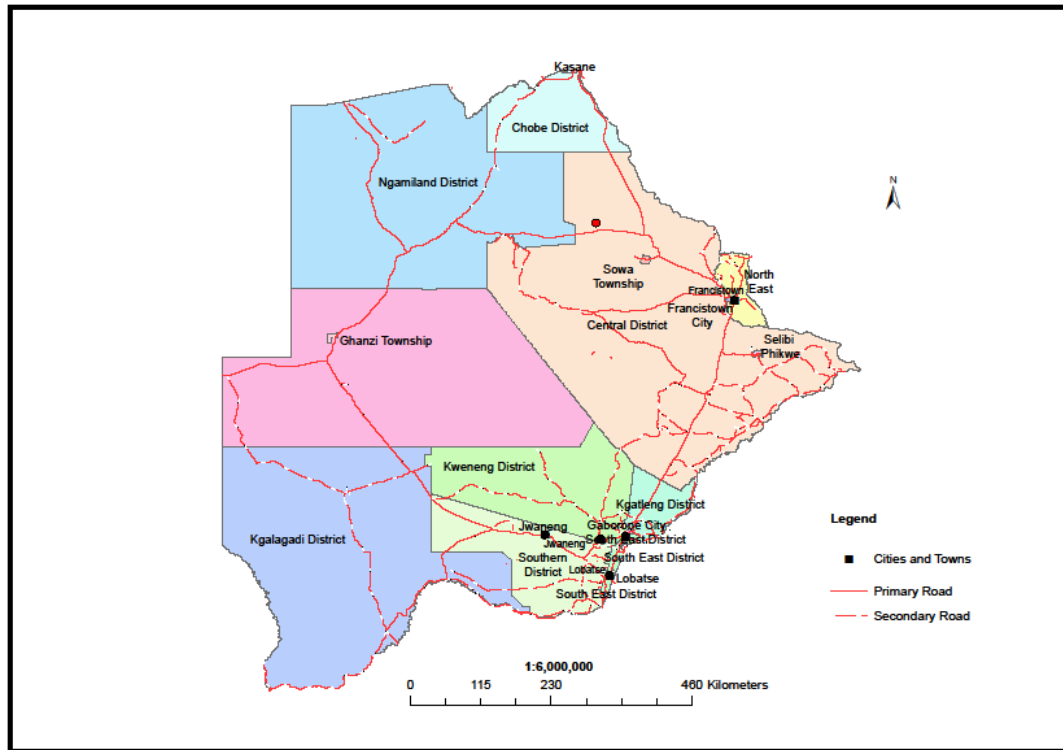 Kasane
Chobe District
N
Ngamiland District
Sowa
Township
North
East
Francistown
Francistown
City
Central District
Selibi
Phikwe
Ghanzi Township
Kweneng District
Kgatleng District
Jwaneng
Gaborone City
Jwaneng
South East District
Kgalagadi District
Southern
District
South East District
Lobatse
Lobatse
South East District
Legend
Cities and Towns
Primary Road
Secondary Road
1:6,000,000
0 115 230 460 Kilometers